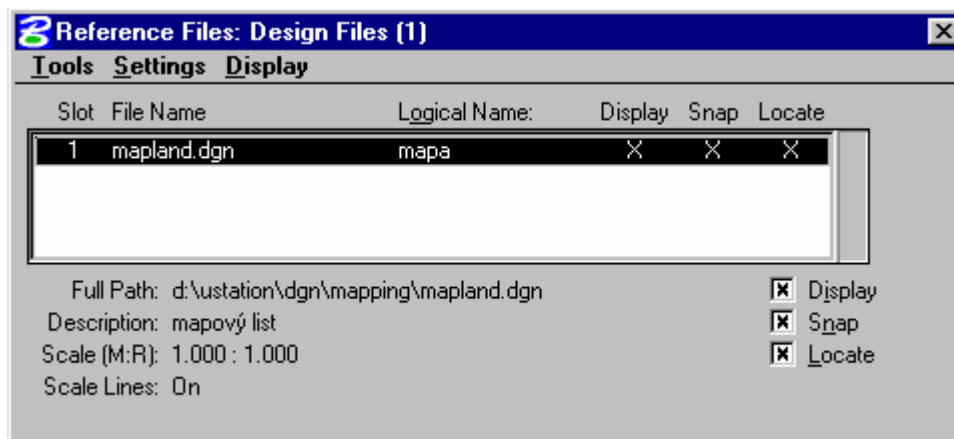 Reference Files: Design Files (1)
Tools Settings Display
Slot File Name Logical Name: Display Snap Locate
1 mapland.dgn mapa X X X
Full Path: d:\ustation\dgn\mapping\mapland.dgn Display
Description: mapový list Snap
Scale (M:R): 1.000 : 1.000 Locate
Scale Lines: On